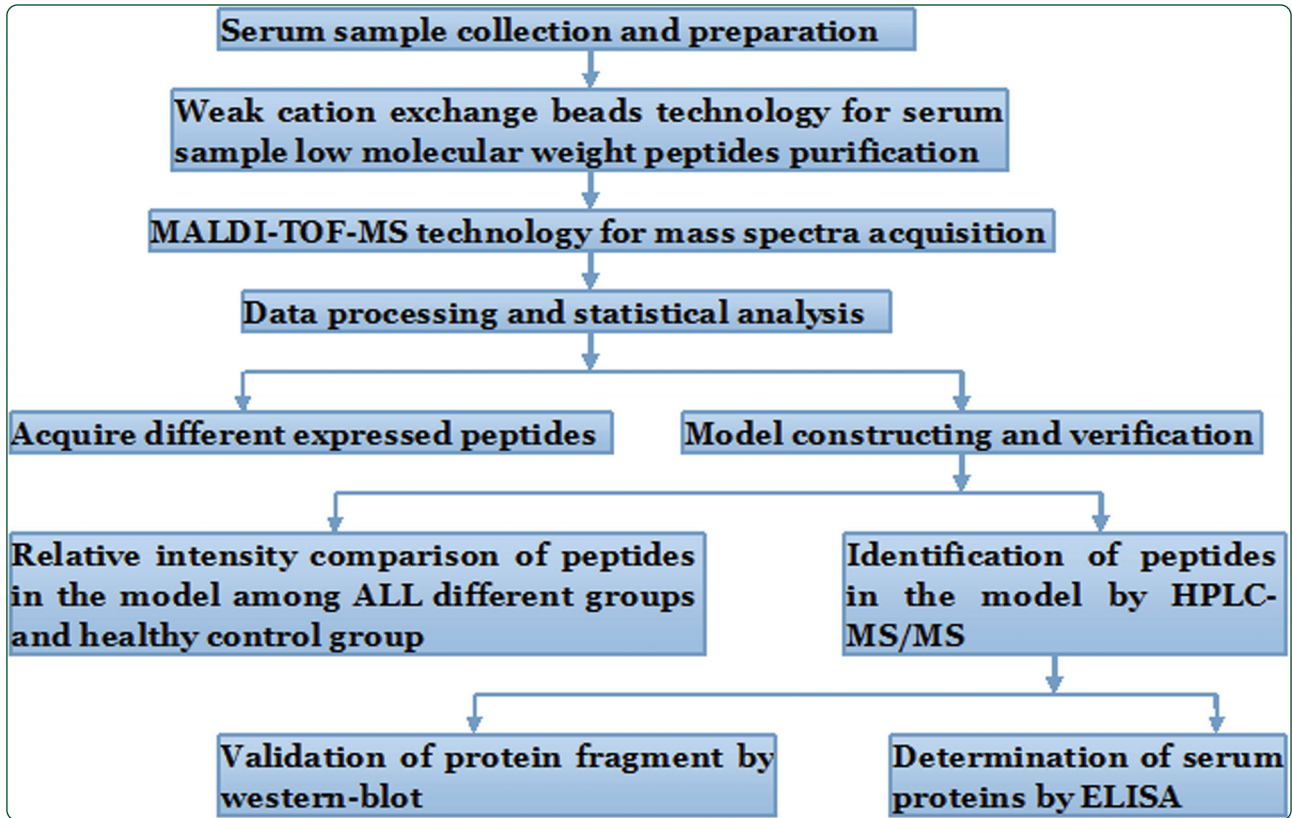 Serum sample collection and preparation
Weak cation exchange beads technology for serum
sample low molecular weight peptides purification
MALDI-TOF-MS technology for mass spectra acquisition
Data processing and statistical analysis
Acquire different expressed peptides
Model constructing and verification
Relative intensity comparison of peptides
in the model among ALL different groups
and healthy control group
Identification of peptides
in the model by HPLC-
MS/MS
Validation of protein fragment by
western-blot
Determination of serum
proteins by ELISA